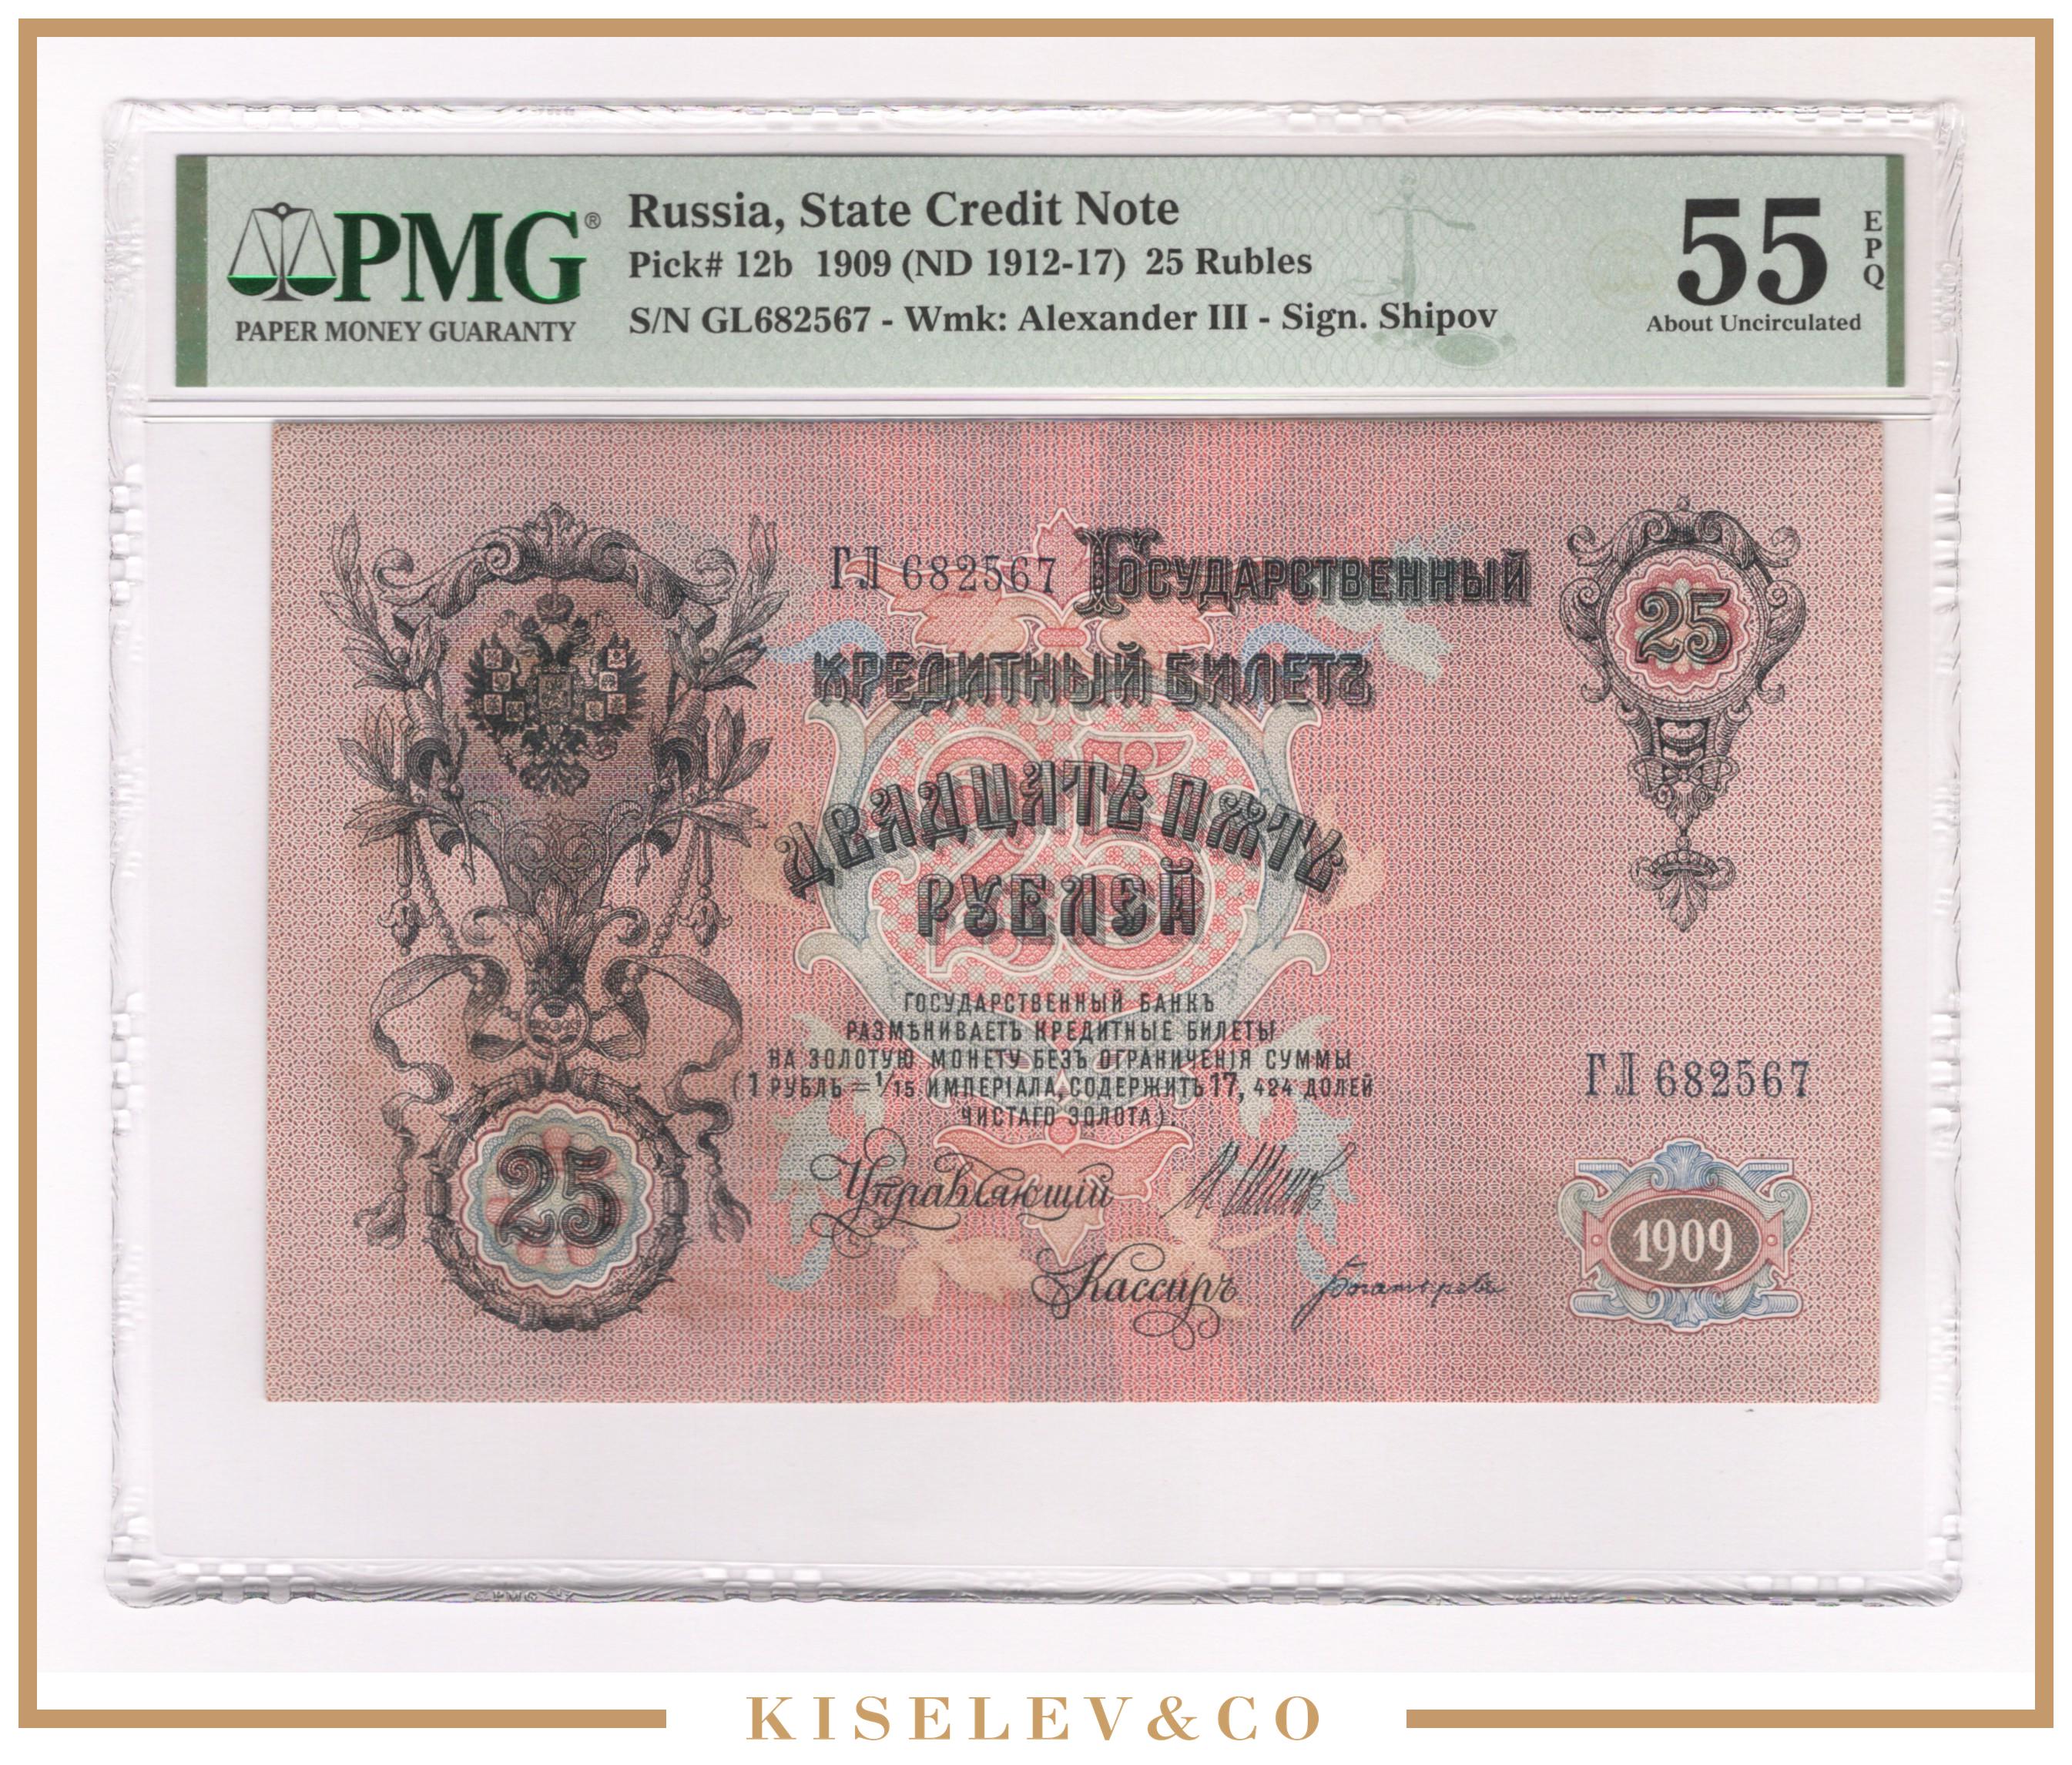 PMG®
PAPER MONEY GUARANTY
Russia, State Credit Note
Pick# 12b 1909 (ND 1912-17) 25 Rubles
S/N GL682567 - Wmk: Alexander III - Sign. Shipov
55
EPQ
About Uncirculated
ГЛ 682567
ГОСУДАРСТВЕННЫЙ
КРЕДИТНЫЙ БИЛЕТЪ
25
25
ДВАДЦАТЬ ПѦТЬ
РУБЛЕЙ
ГОСУДАРСТВЕННЫЙ БАНКЪ
РАЗМѢНИВАЕТЪ КРЕДИТНЫЕ БИЛЕТЫ
НА ЗОЛОТУЮ МОНЕТУ БЕЗЪ ОГРАНИЧЕНІЯ СУММЫ
(1 РУБЛЬ = 1/15 ИМПЕРІАЛА, СОДЕРЖИТЪ 17, 424 ДОЛЕЙ
ЧИСТАГО ЗОЛОТА).
ГЛ 682567
Управляющій
И Шипов
25
Кассиръ
Богатыревъ
1909
KISELEV&CO